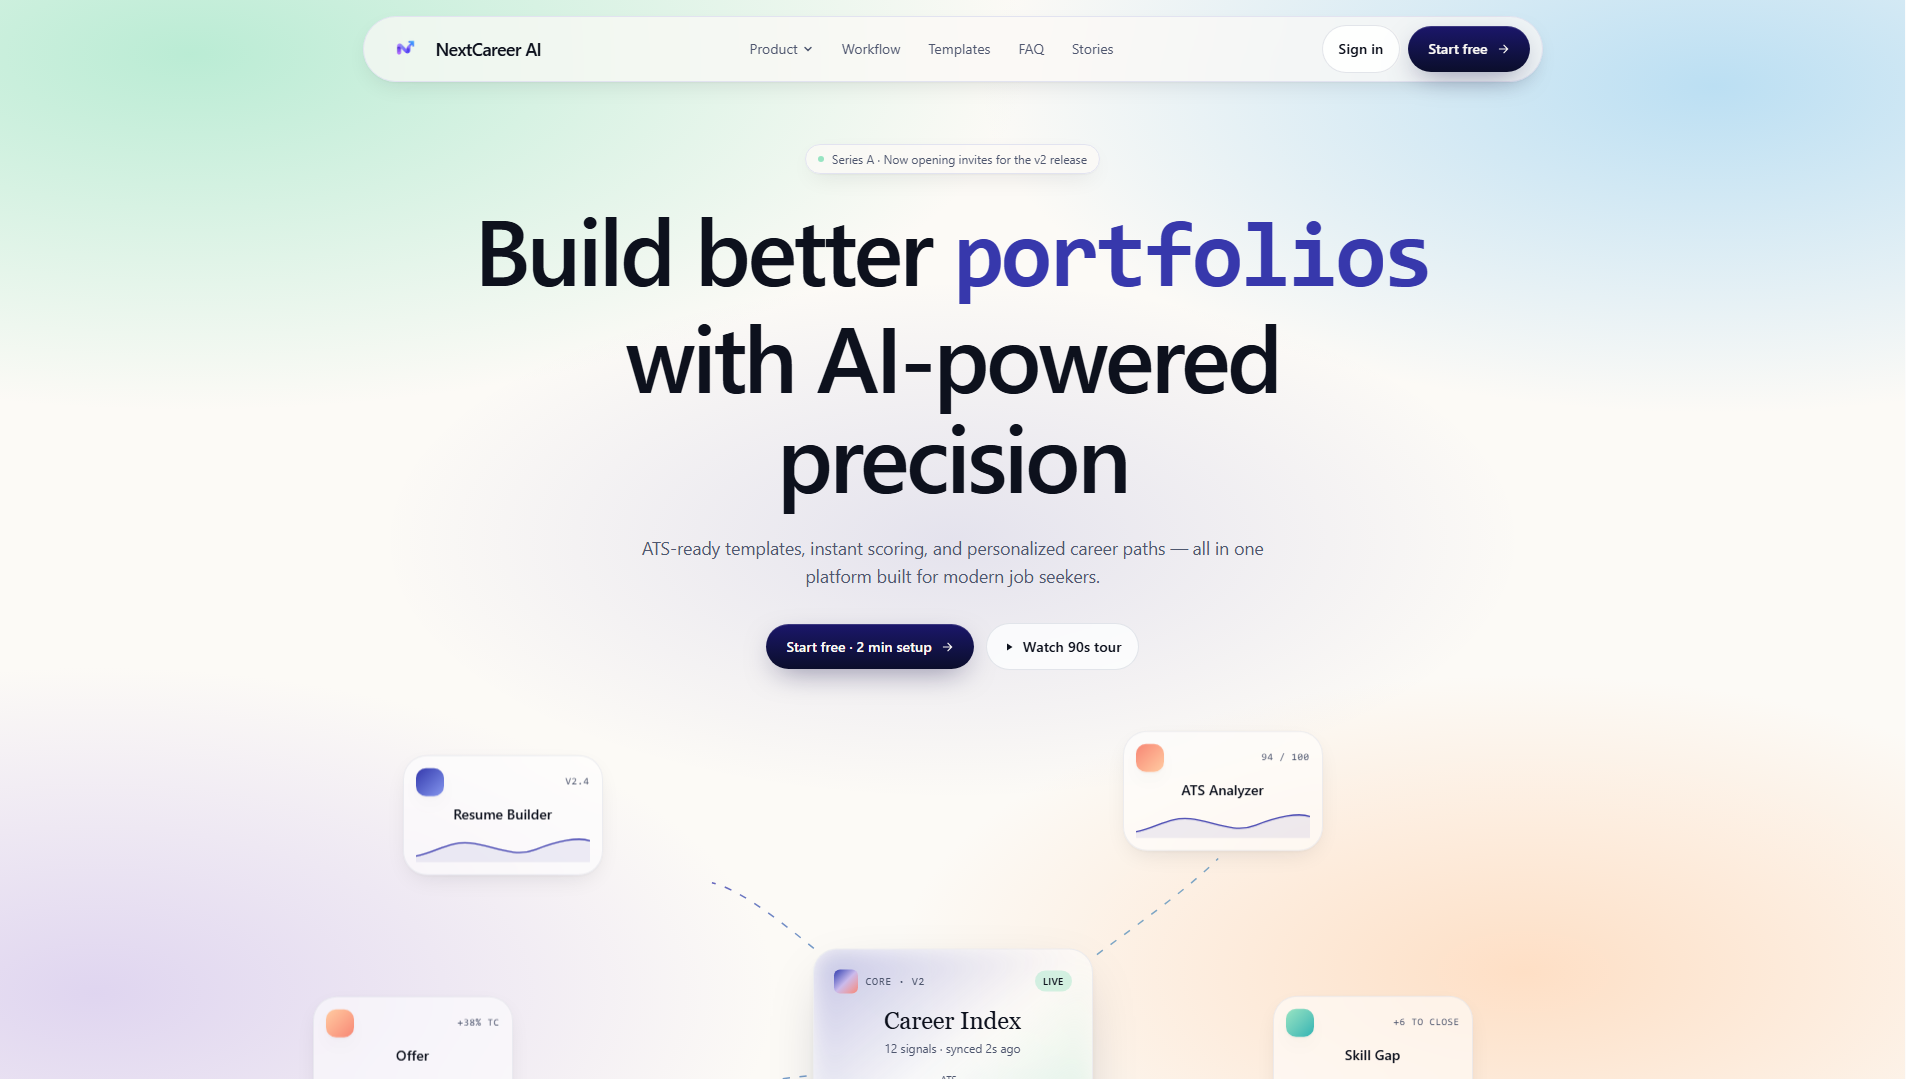 NextCareer AI
Product
Workflow
Templates
FAQ
Stories
Sign in
Start free
Series A · Now opening invites for the v2 release
Build better portfolios
with AI-powered
precision
ATS-ready templates, instant scoring, and personalized career paths — all in one
platform built for modern job seekers.
Start free · 2 min setup
Watch 90s tour
V2.4
Resume Builder
94 / 100
ATS Analyzer
CORE · V2
LIVE
Career Index
12 signals · synced 2s ago
ATS
+38% TC
Offer
+6 TO CLOSE
Skill Gap